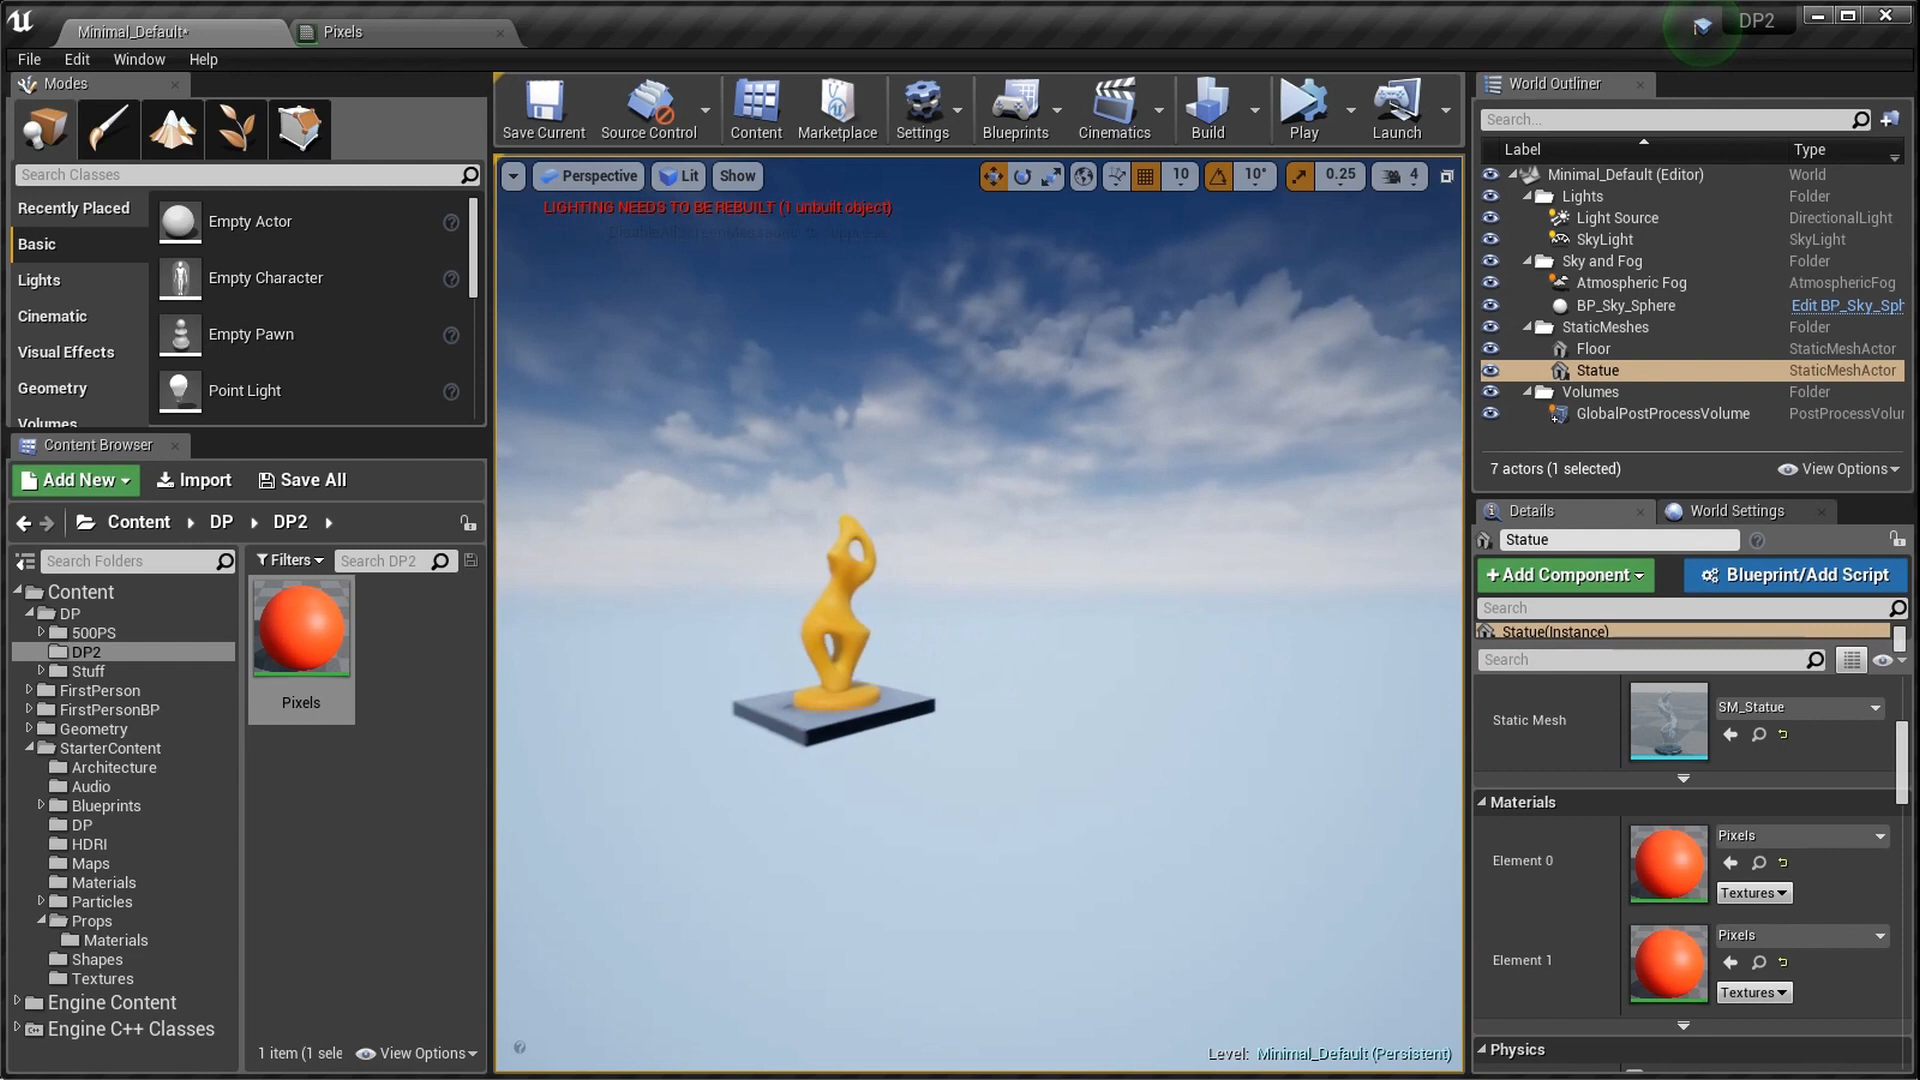 Minimal_Default*
Pixels
DP2
File Edit Window Help
Modes
Search Classes
Recently Placed
Basic
Lights
Cinematic
Visual Effects
Geometry
Volumes
Empty Actor
Empty Character
Empty Pawn
Point Light
Content Browser
Add New
Import
Save All
Content
DP
DP2
Search Folders
Filters
Search DP2
Content
DP
500PS
DP2
Stuff
FirstPerson
FirstPersonBP
Geometry
StarterContent
Architecture
Audio
Blueprints
DP
HDRI
Maps
Materials
Particles
Props
Materials
Shapes
Textures
Engine Content
Engine C++ Classes
Pixels
1 item (1 sele
View Options
Save Current
Source Control
Content
Marketplace
Settings
Blueprints
Cinematics
Build
Play
Launch
Perspective
Lit
Show
10
10°
0.25
4
LIGHTING NEEDS TO BE REBUILT (1 unbuilt object)
Level: Minimal_Default (Persistent)
World Outliner
Search...
Label Type
Minimal_Default (Editor) World
Lights Folder
Light Source DirectionalLight
SkyLight SkyLight
Sky and Fog Folder
Atmospheric Fog AtmosphericFog
BP_Sky_Sphere Edit BP_Sky_Sph
StaticMeshes Folder
Floor StaticMeshActor
Statue StaticMeshActor
Volumes Folder
GlobalPostProcessVolume PostProcessVolur
7 actors (1 selected)
View Options
Details
World Settings
Statue
+Add Component
Blueprint/Add Script
Search
Statue(Instance)
Search
Static Mesh
SM_Statue
Materials
Element 0
Pixels
Textures
Element 1
Pixels
Textures
Physics